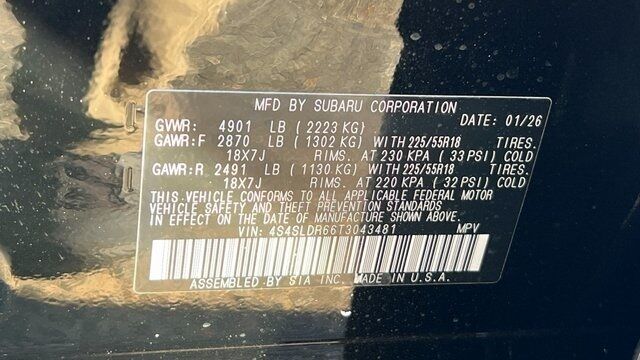 MFD BY SUBARU CORPORATION DATE: 01/26
GVWR: 4901 LB ( 2223 KG)
GAWR:F 2870 LB ( 1302 KG) WITH 225/55R18 TIRES.
18X7J RIMS. AT 230 KPA ( 33 PSI) COLD
GAWR:R 2491 LB ( 1130 KG) WITH 225/55R18 TIRES.
18X7J RIMS. AT 220 KPA ( 32 PSI) COLD
THIS VEHICLE CONFORMS TO ALL APPLICABLE FEDERAL MOTOR
VEHICLE SAFETY AND THEFT PREVENTION STANDARDS
IN EFFECT ON THE DATE OF MANUFACTURE SHOWN ABOVE.
VIN: 4S4SLDR66T3043481 MPV
ASSEMBLED BY SIA INC. MADE IN U.S.A.